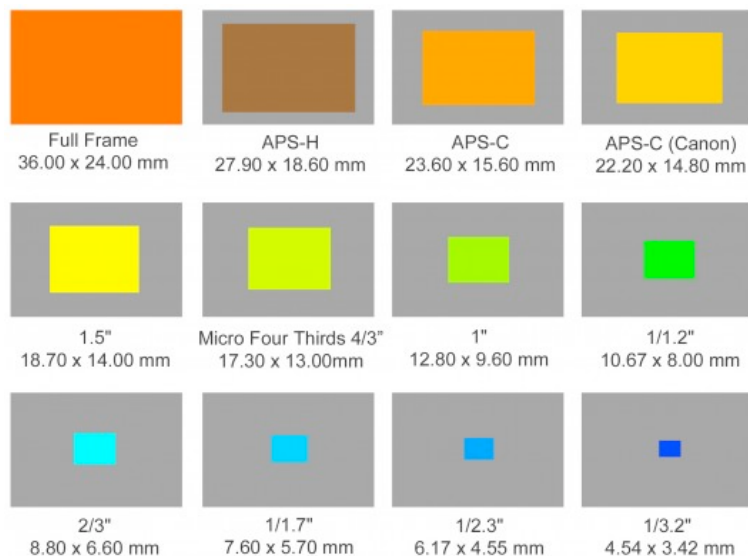 Full Frame
36.00 x 24.00 mm
APS-H
27.90 x 18.60 mm
APS-C
23.60 x 15.60 mm
APS-C (Canon)
22.20 x 14.80 mm
1.5"
18.70 x 14.00 mm
Micro Four Thirds 4/3”
17.30 x 13.00mm
1"
12.80 x 9.60 mm
1/1.2"
10.67 x 8.00 mm
2/3"
8.80 x 6.60 mm
1/1.7"
7.60 x 5.70 mm
1/2.3"
6.17 x 4.55 mm
1/3.2"
4.54 x 3.42 mm